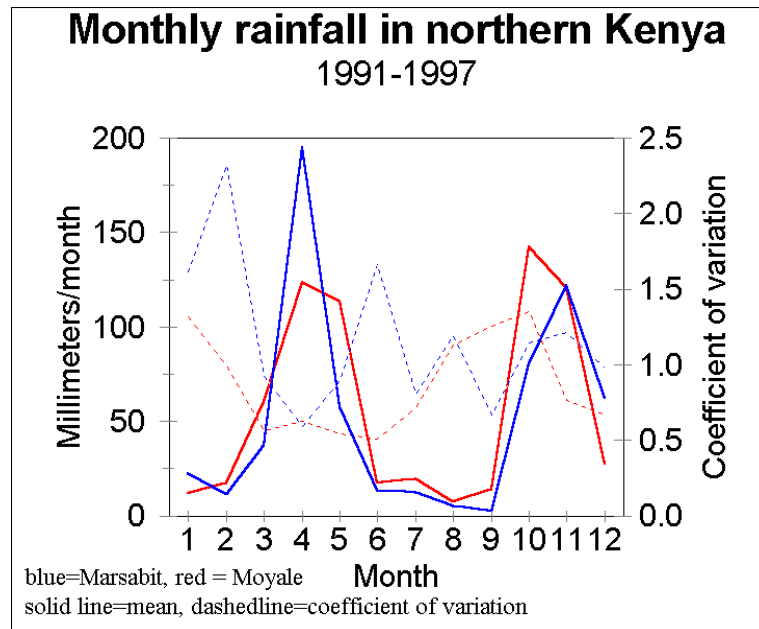 Monthly rainfall in northern Kenya
1991-1997
200
150
100
50
0
Millimeters/month
2.5
2.0
1.5
1.0
0.5
0.0
Coefficient of variation
1 2 3 4 5 6 7 8 9 10 11 12
Month
blue=Marsabit, red = Moyale
solid line=mean, dashedline=coefficient of variation